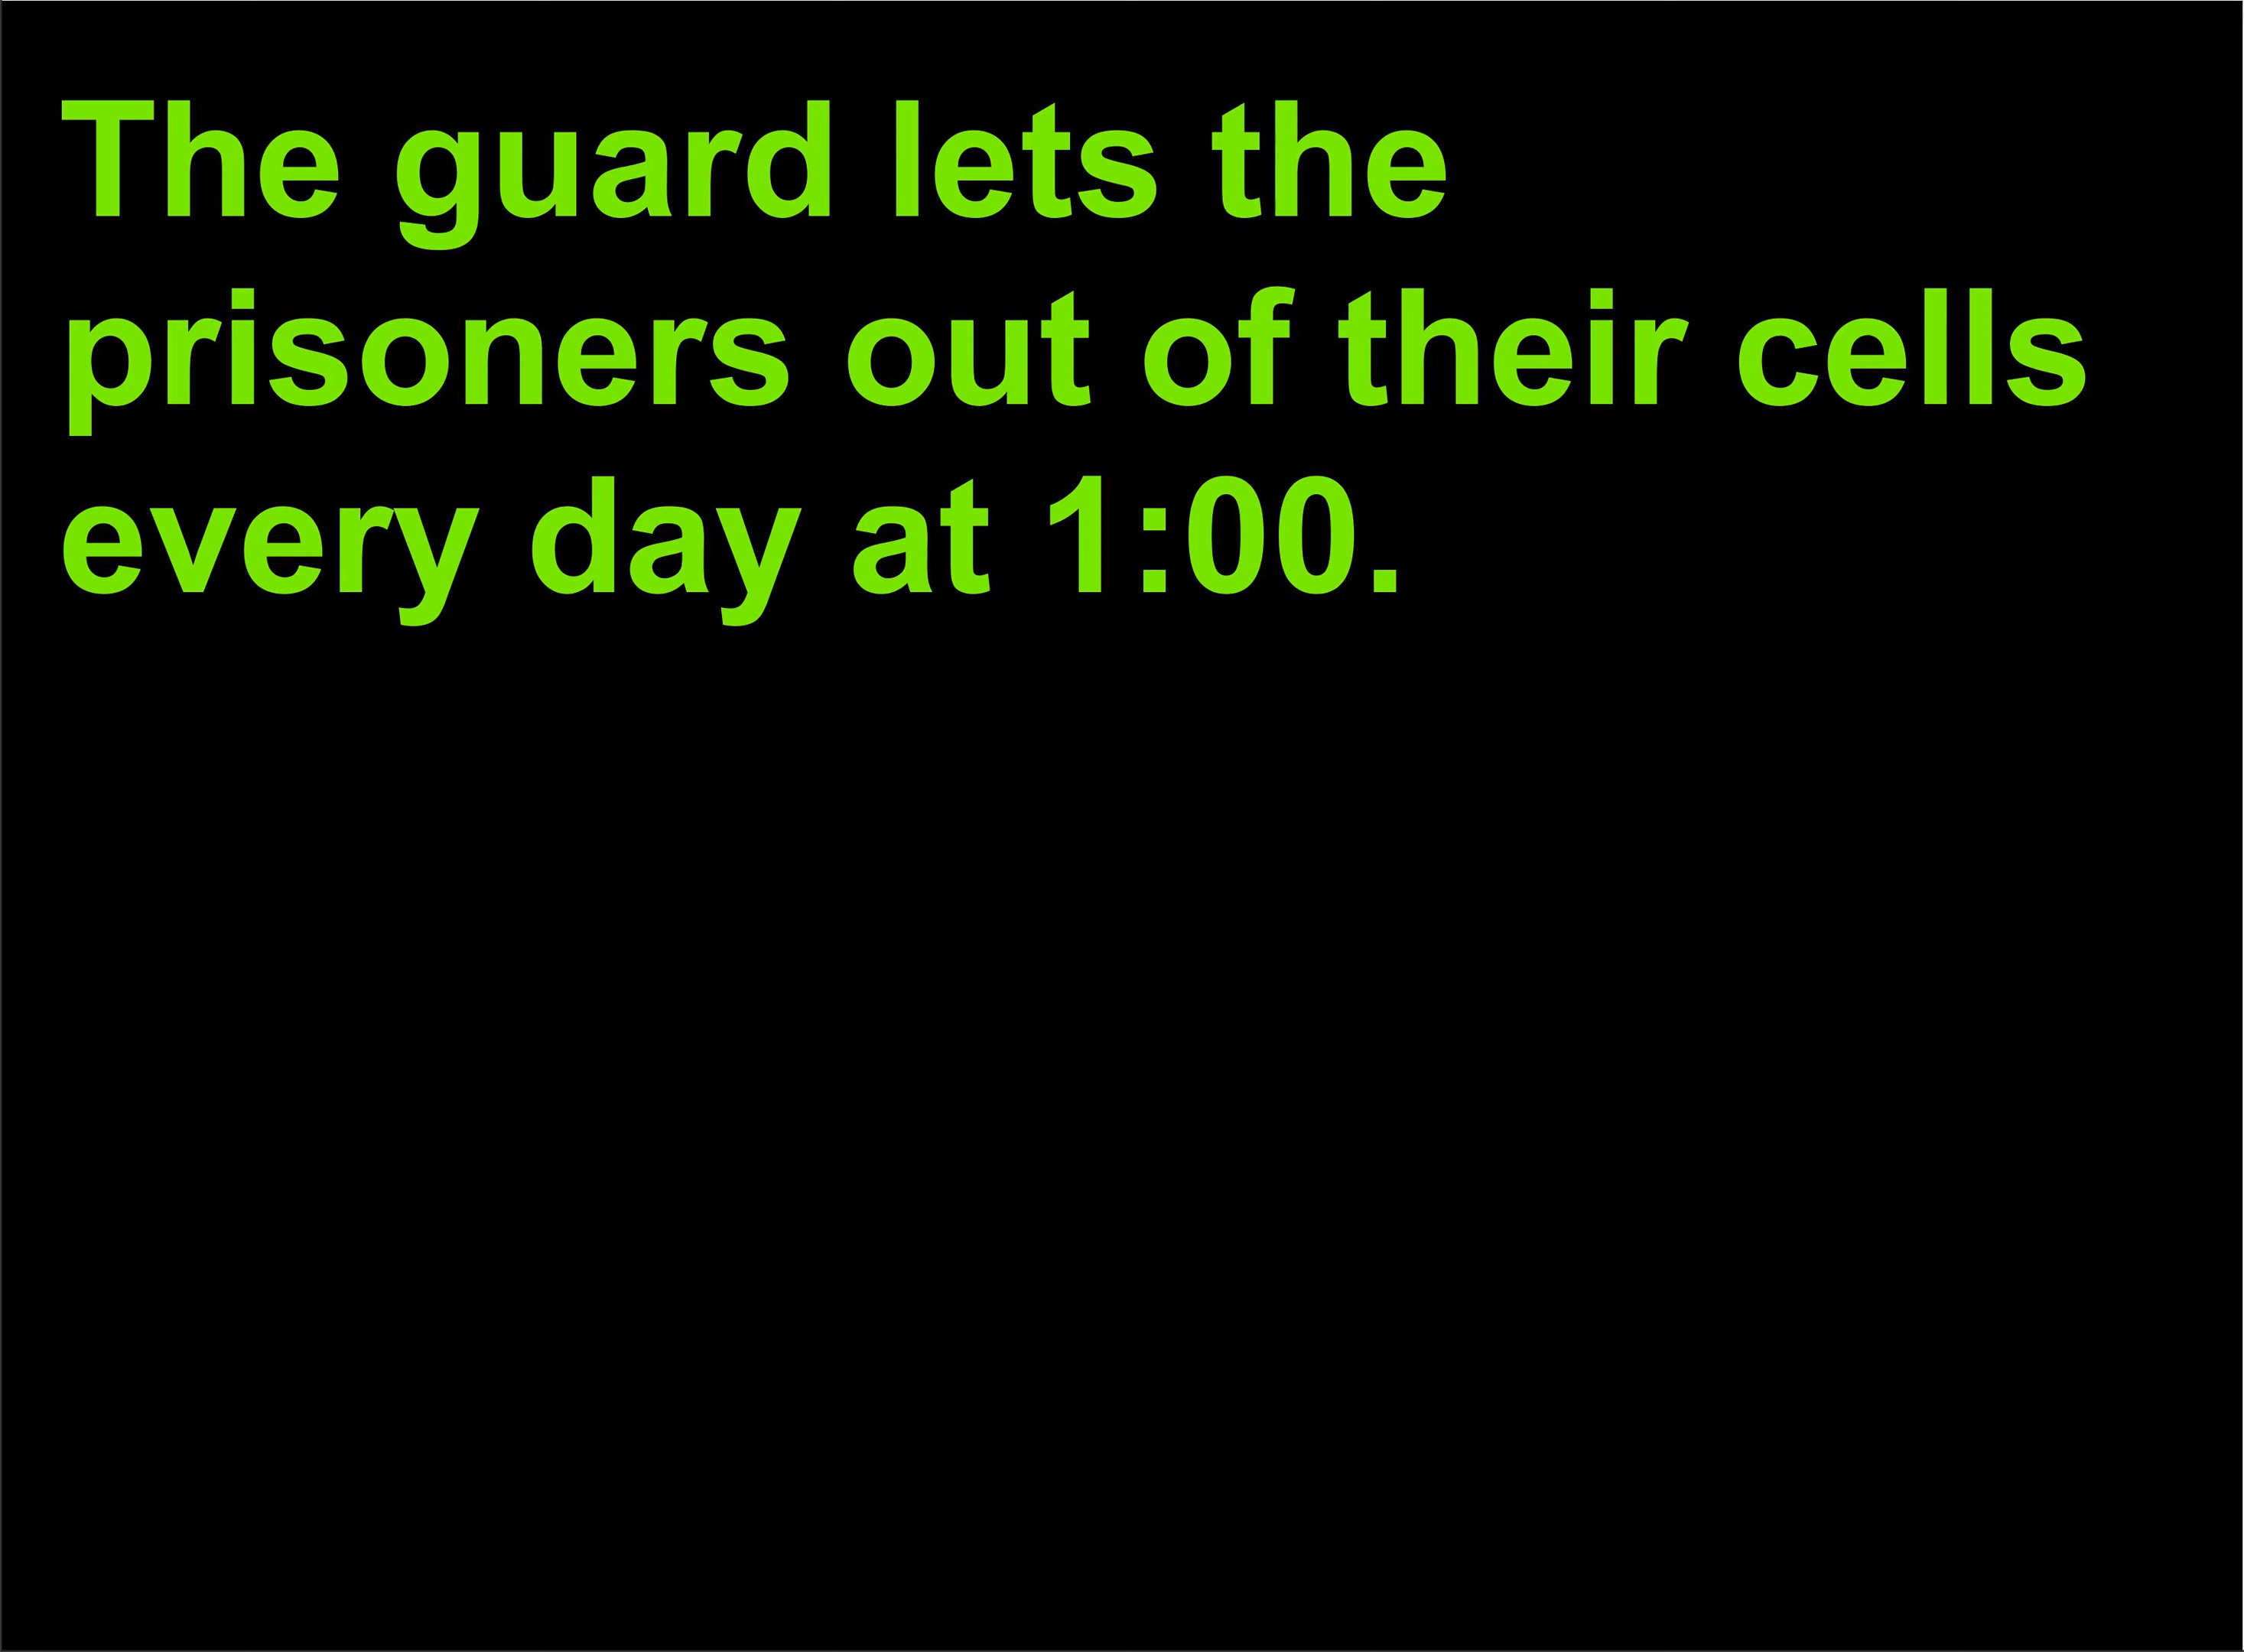 The guard lets the
prisoners out of their cells
every day at 1:00.